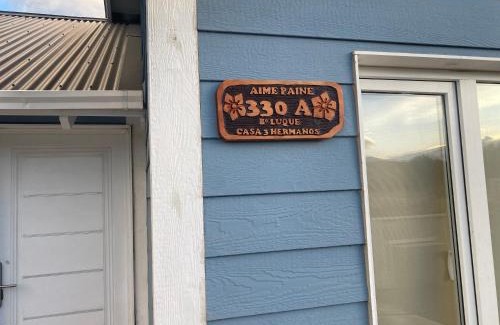 AIME PAINE
330 A
Bº LUQUE
CASA 3 HERMANOS